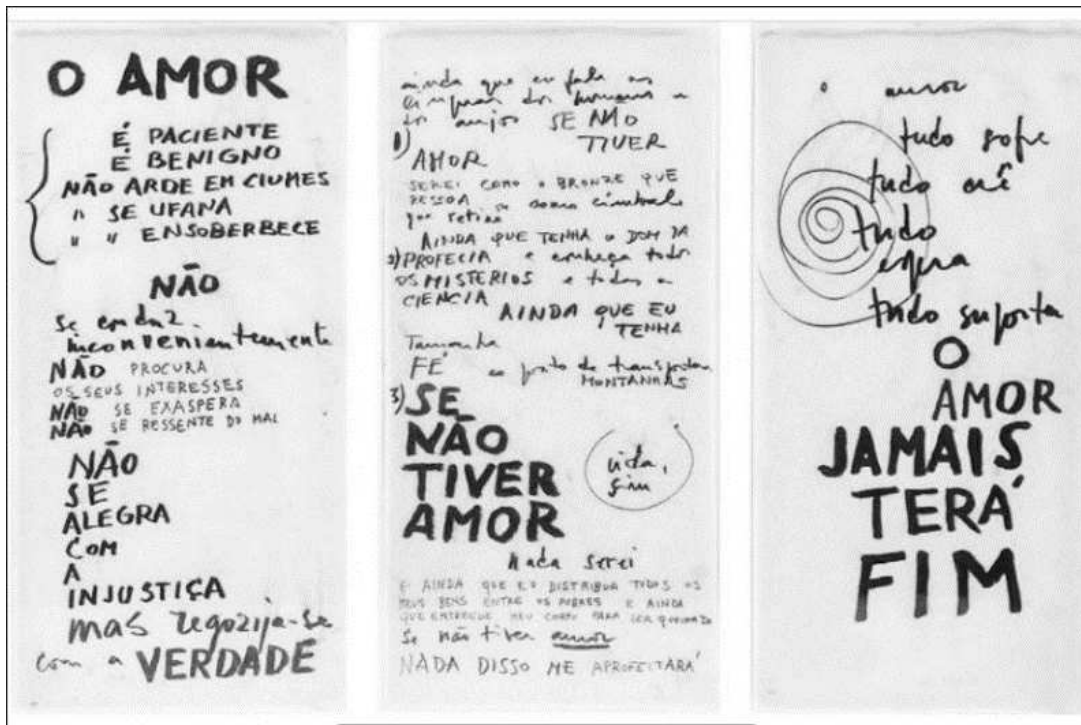 O AMOR
É PACIENTE
É BENIGNO
NÃO ARDE EM CIUMES
" SE UFANA
" " ENSOBERBECE
NÃO
se conduz
inconvenientemente
NÃO PROCURA
OS SEUS INTERESSES
NÃO SE EXASPERA
NÃO SE RESSENTE DO MAL
NÃO
SE
ALEGRA
COM
A
INJUSTIÇA
mas regozija-se
com a VERDADE
ainda que eu fale as
línguas dos homens e
dos anjos SE NÃO
TIVER
1)
AMOR
SEREI COMO O BRONZE QUE
RESSOA ou como címbalo
que retine
AINDA QUE TENHA O DOM DA
2) PROFECIA e conheça todos
OS MISTÉRIOS e toda a
CIENCIA
AINDA QUE EU
TENHA
Tamanha
FÉ ao ponto de transportar
MONTANHAS
3) SE
NÃO
TIVER
AMOR
vida,
sim
Nada serei
E AINDA QUE EU DISTRIBUA TODOS OS
MEUS BENS ENTRE OS POBRES E AINDA
QUE ENTREGUE MEU CORPO PARA SER QUEIMADO
Se não tiver amor
NADA DISSO ME APROFEITARÁ
o amor
tudo sofre
tudo crê
tudo
espera
tudo suporta
O
AMOR
JAMAIS
TERÁ
FIM